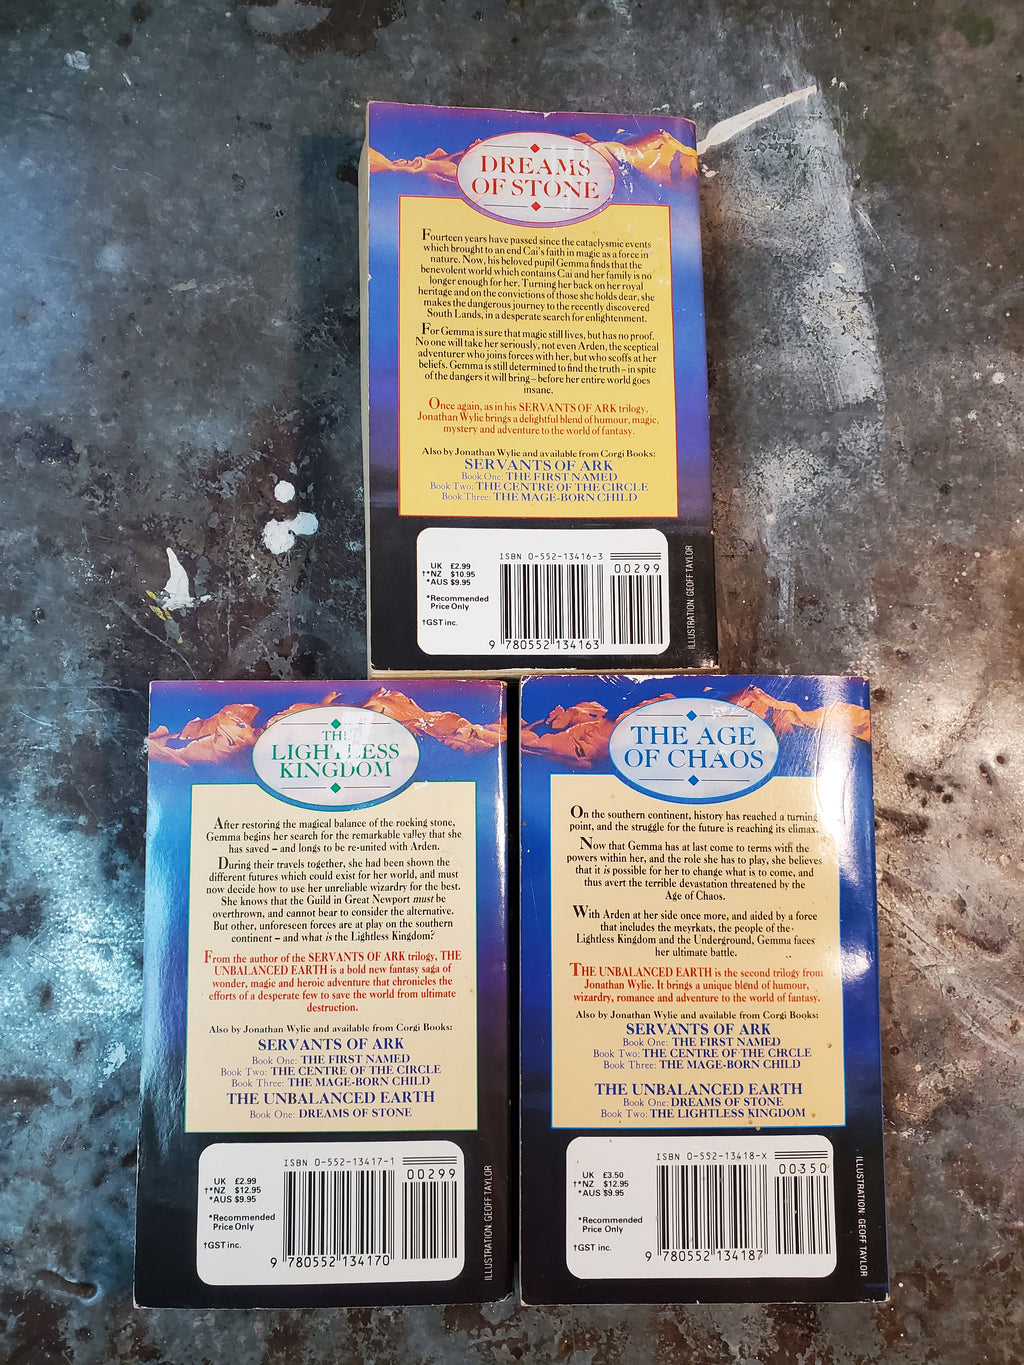 DREAMS
OF STONE
Fourteen years have passed since the cataclysmic events
which brought to an end Cai's faith in magic as a force in
nature. Now, his beloved pupil Gemma finds that the
benevolent world which contains Cai and her family is no
longer enough for her. Turning her back on her royal
heritage and on the convictions of those she holds dear, she
makes the dangerous journey to the recently discovered
South Lands, in a desperate search for enlightenment.
For Gemma is sure that magic still lives, but has no proof.
No one will take her seriously, not even Arden, the sceptical
adventurer who joins forces with her, but who scoffs at her
beliefs. Gemma is still determined to find the truth – in spite
of the dangers it will bring – before her entire world goes
insane.
Once again, as in his SERVANTS OF ARK trilogy,
Jonathan Wylie brings a delightful blend of humour, magic,
mystery and adventure to the world of fantasy.
Also by Jonathan Wylie and available from Corgi Books:
SERVANTS OF ARK
Book One: THE FIRST NAMED
Book Two: THE CENTRE OF THE CIRCLE
Book Three: THE MAGE-BORN CHILD
ISBN 0-552-13416-3
00299
UK £2.99
†*NZ $10.95
*AUS $9.95
*Recommended
Price Only
†GST inc.
9 780552 134163
ILLUSTRATION: GEOFF TAYLOR
THE
LIGHTLESS
KINGDOM
After restoring the magical balance of the rocking stone,
Gemma begins her search for the remarkable valley that she
has saved – and longs to be re-united with Arden.
During their travels together, she had been shown the
different futures which could exist for her world, and must
now decide how to use her unreliable wizardry for the best.
She knows that the Guild in Great Newport must be
overthrown, and cannot bear to consider the alternative.
But other, unforeseen forces are at play on the southern
continent – and what is the Lightless Kingdom?
From the author of the SERVANTS OF ARK trilogy, THE
UNBALANCED EARTH is a bold new fantasy saga of
wonder, magic and heroic adventure that chronicles the
efforts of a desperate few to save the world from ultimate
destruction.
Also by Jonathan Wylie and available from Corgi Books:
SERVANTS OF ARK
Book One: THE FIRST NAMED
Book Two: THE CENTRE OF THE CIRCLE
Book Three: THE MAGE-BORN CHILD
THE UNBALANCED EARTH
Book One: DREAMS OF STONE
ISBN 0-552-13417-1
00299
UK £2.99
†*NZ $12.95
*AUS $9.95
*Recommended
Price Only
†GST inc.
9 780552 134170
ILLUSTRATION: GEOFF TAYLOR
THE AGE
OF CHAOS
On the southern continent, history has reached a turning
point, and the struggle for the future is reaching its climax.
Now that Gemma has at last come to terms with the
powers within her, and the role she has to play, she believes
that it is possible for her to change what is to come, and
thus avert the terrible devastation threatened by the
Age of Chaos.
With Arden at her side once more, and aided by a force
that includes the meyrkats, the people of the
Lightless Kingdom and the Underground, Gemma faces
her ultimate battle.
THE UNBALANCED EARTH is the second trilogy from
Jonathan Wylie. It brings a unique blend of humour,
wizardry, romance and adventure to the world of fantasy.
Also by Jonathan Wylie and available from Corgi Books:
SERVANTS OF ARK
Book One: THE FIRST NAMED
Book Two: THE CENTRE OF THE CIRCLE
Book Three: THE MAGE-BORN CHILD
THE UNBALANCED EARTH
Book One: DREAMS OF STONE
Book Two: THE LIGHTLESS KINGDOM
ISBN 0-552-13418-X
00350
UK £3.50
†*NZ $12.95
*AUS $9.95
*Recommended
Price Only
†GST inc.
9 780552 134187
ILLUSTRATION: GEOFF TAYLOR